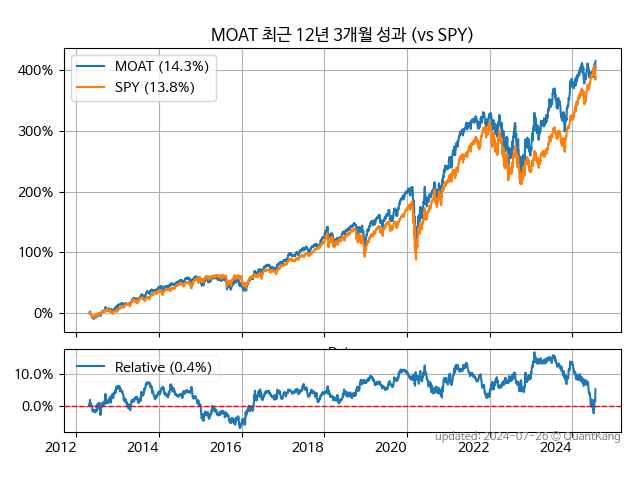 MOAT 최근 12년 3개월 성과 (vs SPY)
MOAT (14.3%)
SPY (13.8%)
400%
300%
200%
100%
0%
Relative (0.4%)
10.0%
0.0%
2012 2014 2016 2018 2020 2022 2024
updated: 2024-07-26 © QuantKang